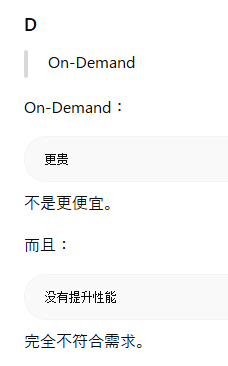 D
On-Demand
On-Demand：
更贵
不是更便宜。
而且：
没有提升性能
完全不符合需求。